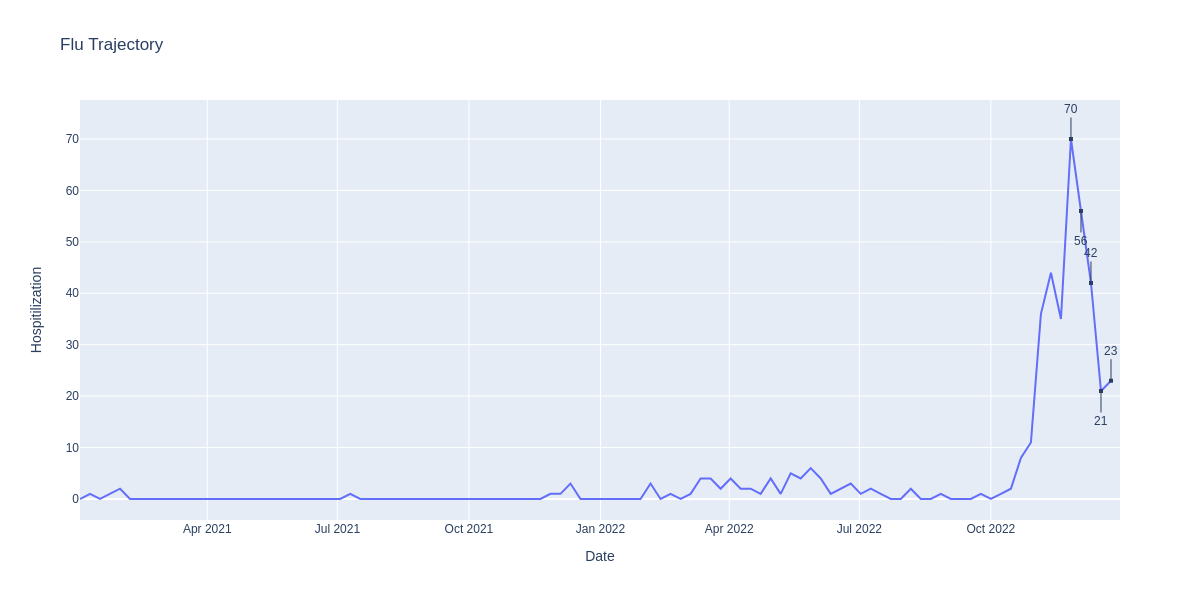 Flu Trajectory
70
70
60
50
56
42
40
30
23
20
21
10
0
Hospitilization
Apr 2021
Jul 2021
Oct 2021
Jan 2022
Apr 2022
Jul 2022
Oct 2022
Date